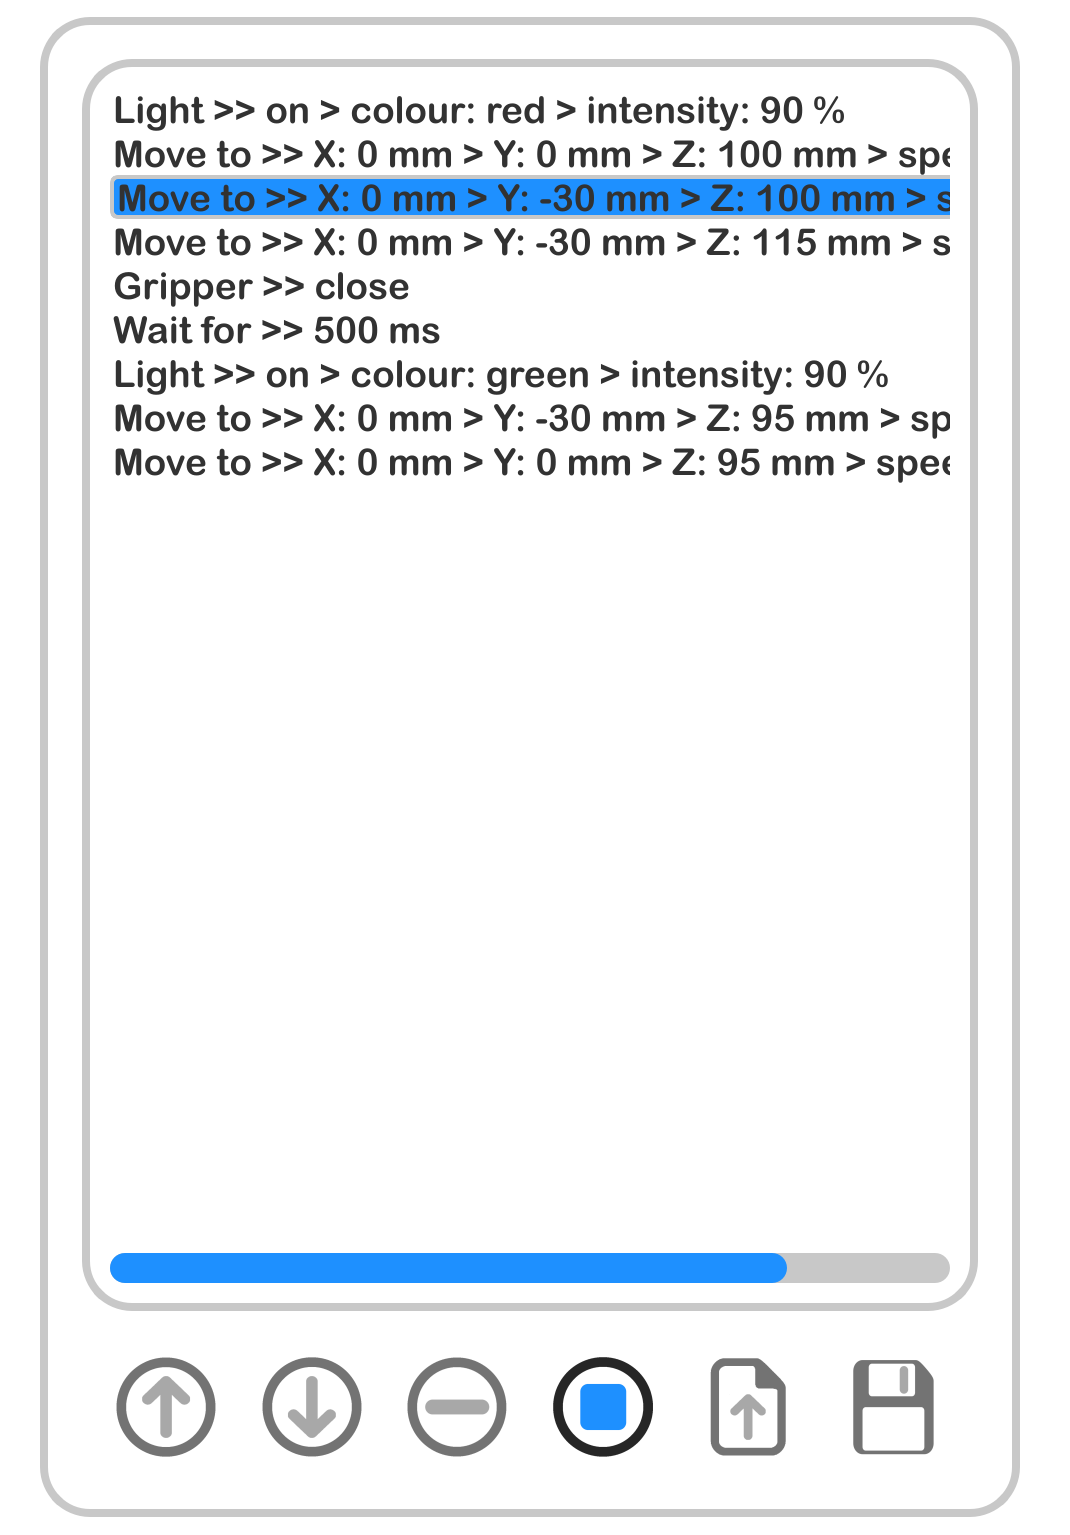 Light >> on > colour: red > intensity: 90 %
Move to >> X: 0 mm > Y: 0 mm > Z: 100 mm > spe
Move to >> X: 0 mm > Y: -30 mm > Z: 100 mm > s
Move to >> X: 0 mm > Y: -30 mm > Z: 115 mm > s
Gripper >> close
Wait for >> 500 ms
Light >> on > colour: green > intensity: 90 %
Move to >> X: 0 mm > Y: -30 mm > Z: 95 mm > sp
Move to >> X: 0 mm > Y: 0 mm > Z: 95 mm > spee